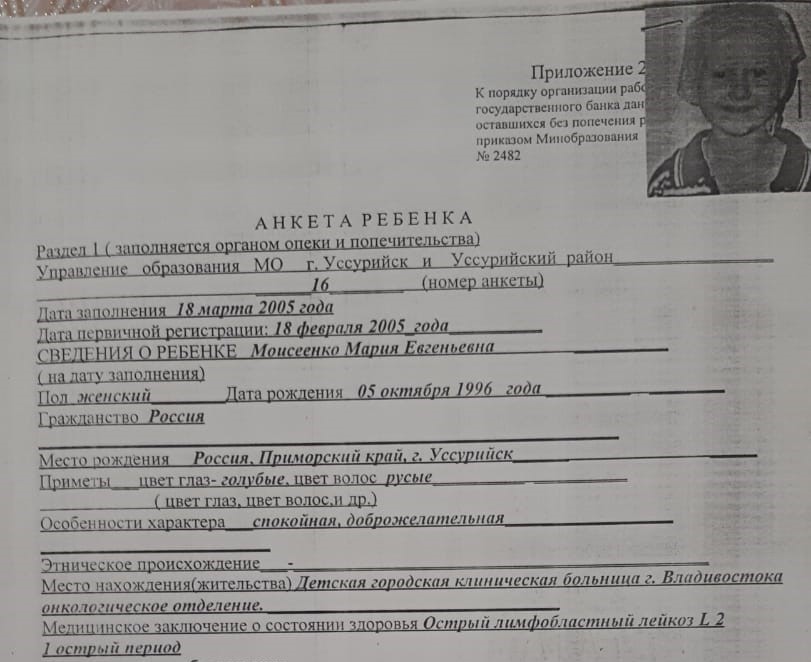 Приложение 2
К порядку организации рабо
государственного банка дан
оставшихся без попечения р
приказом Минобразования
№ 2482
АНКЕТА РЕБЕНКА
Раздел 1 ( заполняется органом опеки и попечительства)
Управление образования МО г. Уссурийск и Уссурийский район
16 (номер анкеты)
Дата заполнения 18 марта 2005 года
Дата первичной регистрации: 18 февраля 2005 года
СВЕДЕНИЯ О РЕБЕНКЕ Моисеенко Мария Евгеньевна
( на дату заполнения)
Пол женский Дата рождения 05 октября 1996 года
Гражданство Россия
Место рождения Россия, Приморский край, г. Уссурийск
Приметы цвет глаз- голубые, цвет волос русые
( цвет глаз, цвет волос,и др.)
Особенности характера спокойная, доброжелательная
Этническое происхождение -
Место нахождения(жительства) Детская городская клиническая больница г. Владивостока
онкологическое отделение.
Медицинское заключение о состоянии здоровья Острый лимфобластный лейкоз L 2
1 острый период